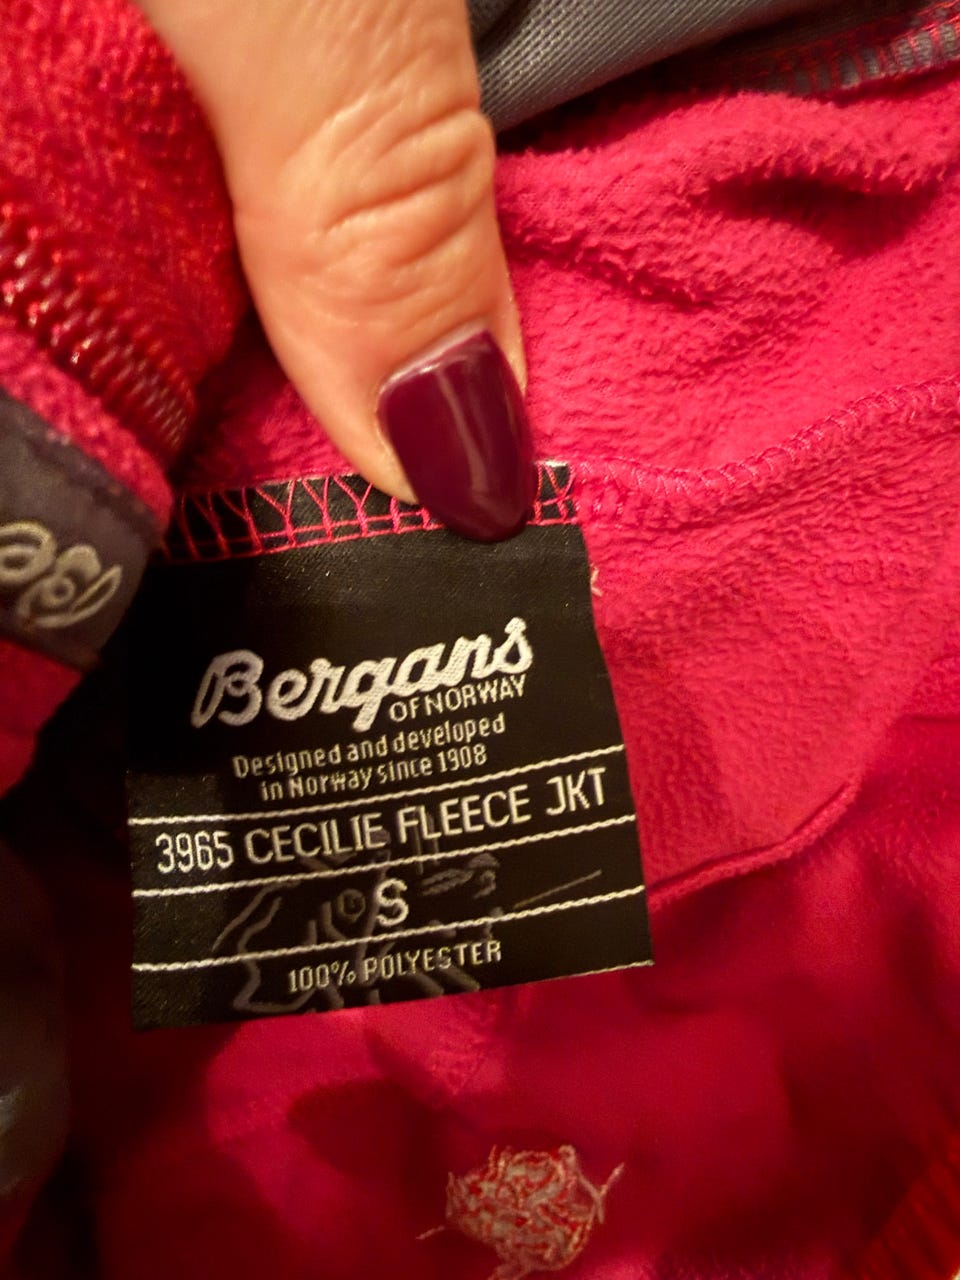 Bergans
OF NORWAY
Designed and developed
in Norway since 1908
3965 CECILIE FLEECE JKT
S
100% POLYESTER